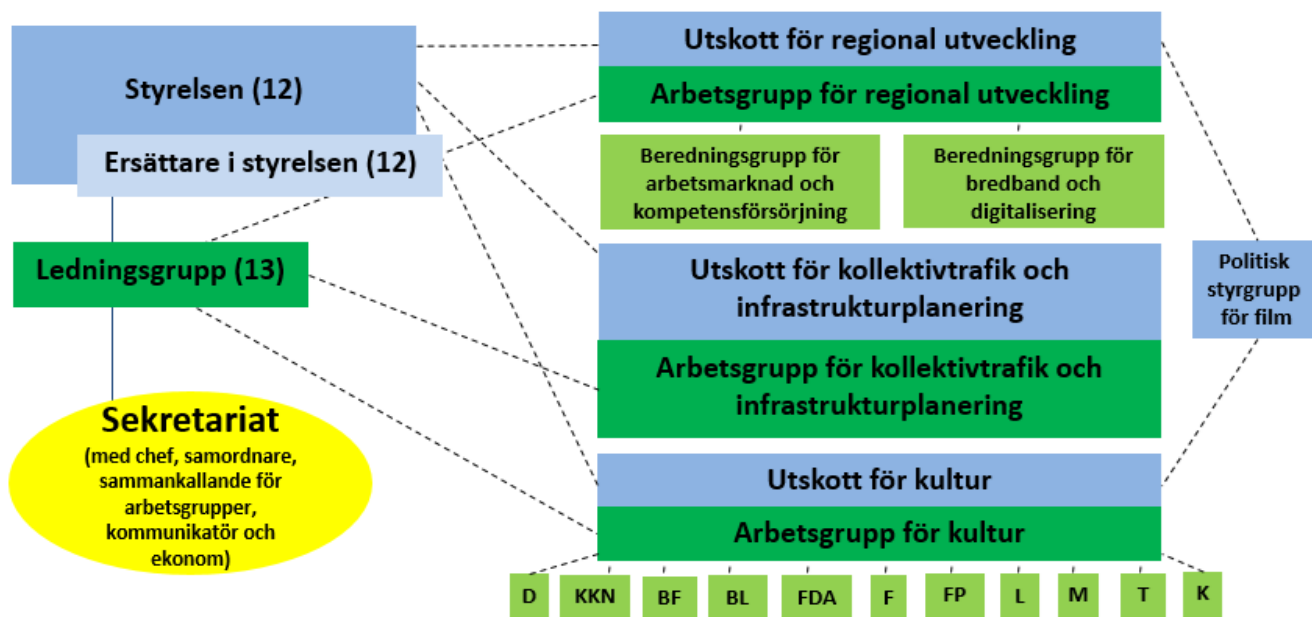 Styrelsen (12)
Ersättare i styrelsen (12)
Ledningsgrupp (13)
Sekretariat
(med chef, samordnare,
sammankallande för
arbetsgrupper,
kommunikatör och
ekonom)
Utskott för regional utveckling
Arbetsgrupp för regional utveckling
Beredningsgrupp för
arbetsmarknad och
kompetensförsörjning
Beredningsgrupp för
bredband och
digitalisering
Utskott för kollektivtrafik och
infrastrukturplanering
Arbetsgrupp för kollektivtrafik och
infrastrukturplanering
Utskott för kultur
Arbetsgrupp för kultur
D KKN BF BL FDA F FP L M T K
Politisk
styrgrupp
för film